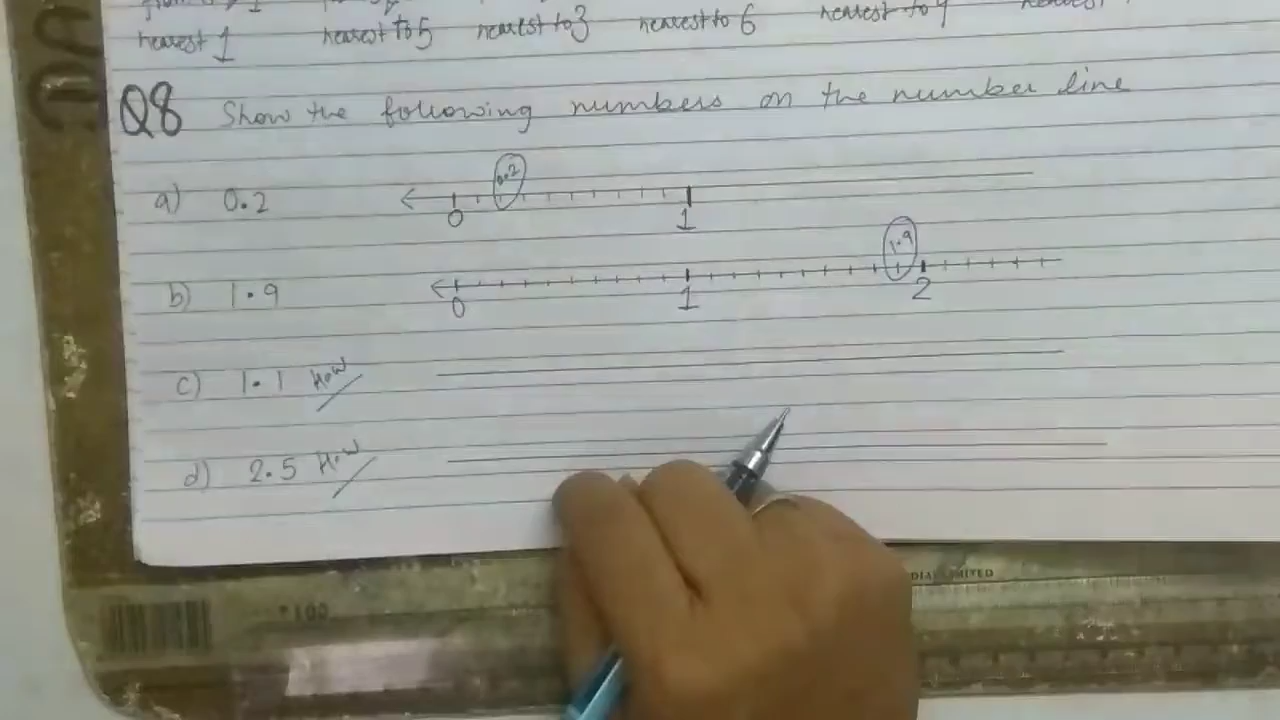 nearest 1 nearest to 5 nearest to 3 nearest to 6 nearest to 4
Q8 Show the following numbers on the number line
a) 0.2 0.2
0 1
b) 1.9 1.9
0 1 2
c) 1.1 H.W
d) 2.5 H.W
₹100